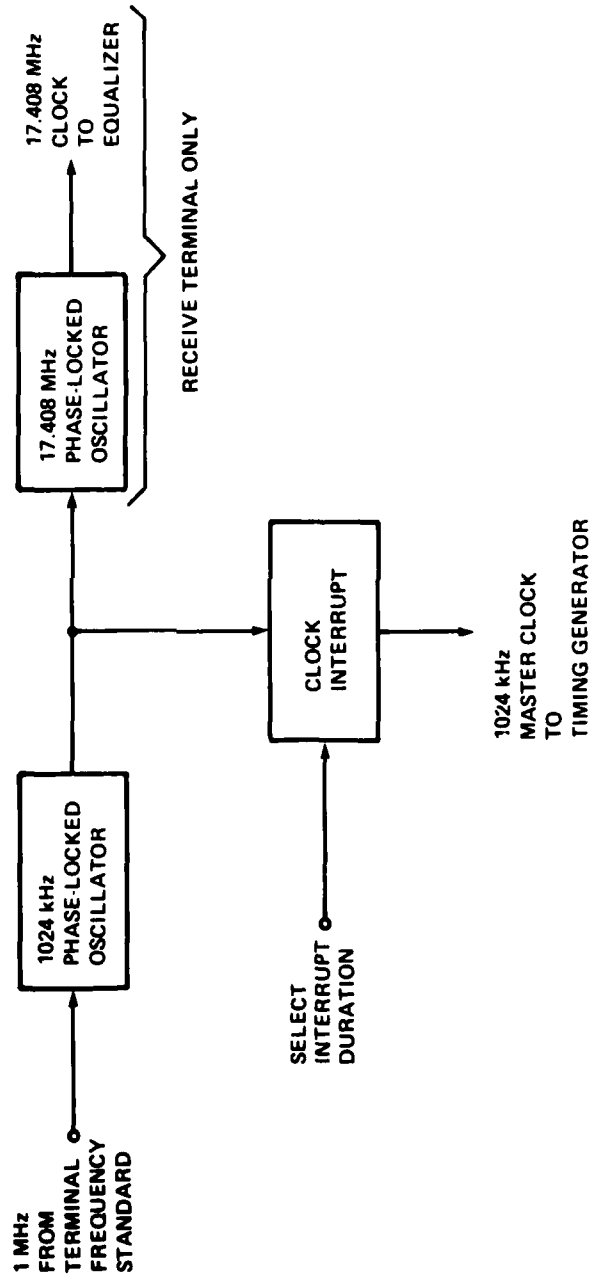 1 MHz
FROM
TERMINAL
FREQUENCY
STANDARD
1024 kHz
PHASE-LOCKED
OSCILLATOR
17.408 MHz
PHASE-LOCKED
OSCILLATOR
17.408 MHz
CLOCK
TO
EQUALIZER
RECEIVE TERMINAL ONLY
SELECT
INTERRUPT
DURATION
CLOCK
INTERRUPT
1024 kHz
MASTER CLOCK
TO
TIMING GENERATOR